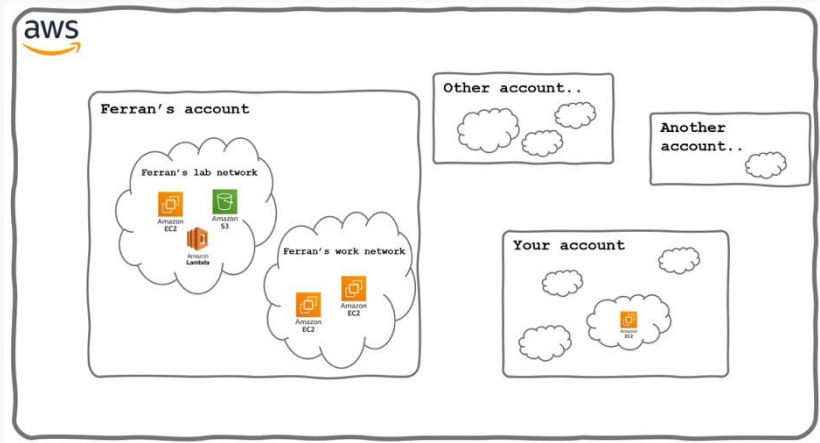 aws
Ferran's account
Ferran's lab network
Amazon
EC2
Amazon
S3
Amazon
Lambda
Ferran's work network
Amazon
EC2
Amazon
EC2
Other account..
Another
account..
Your account
Amazon
EC2